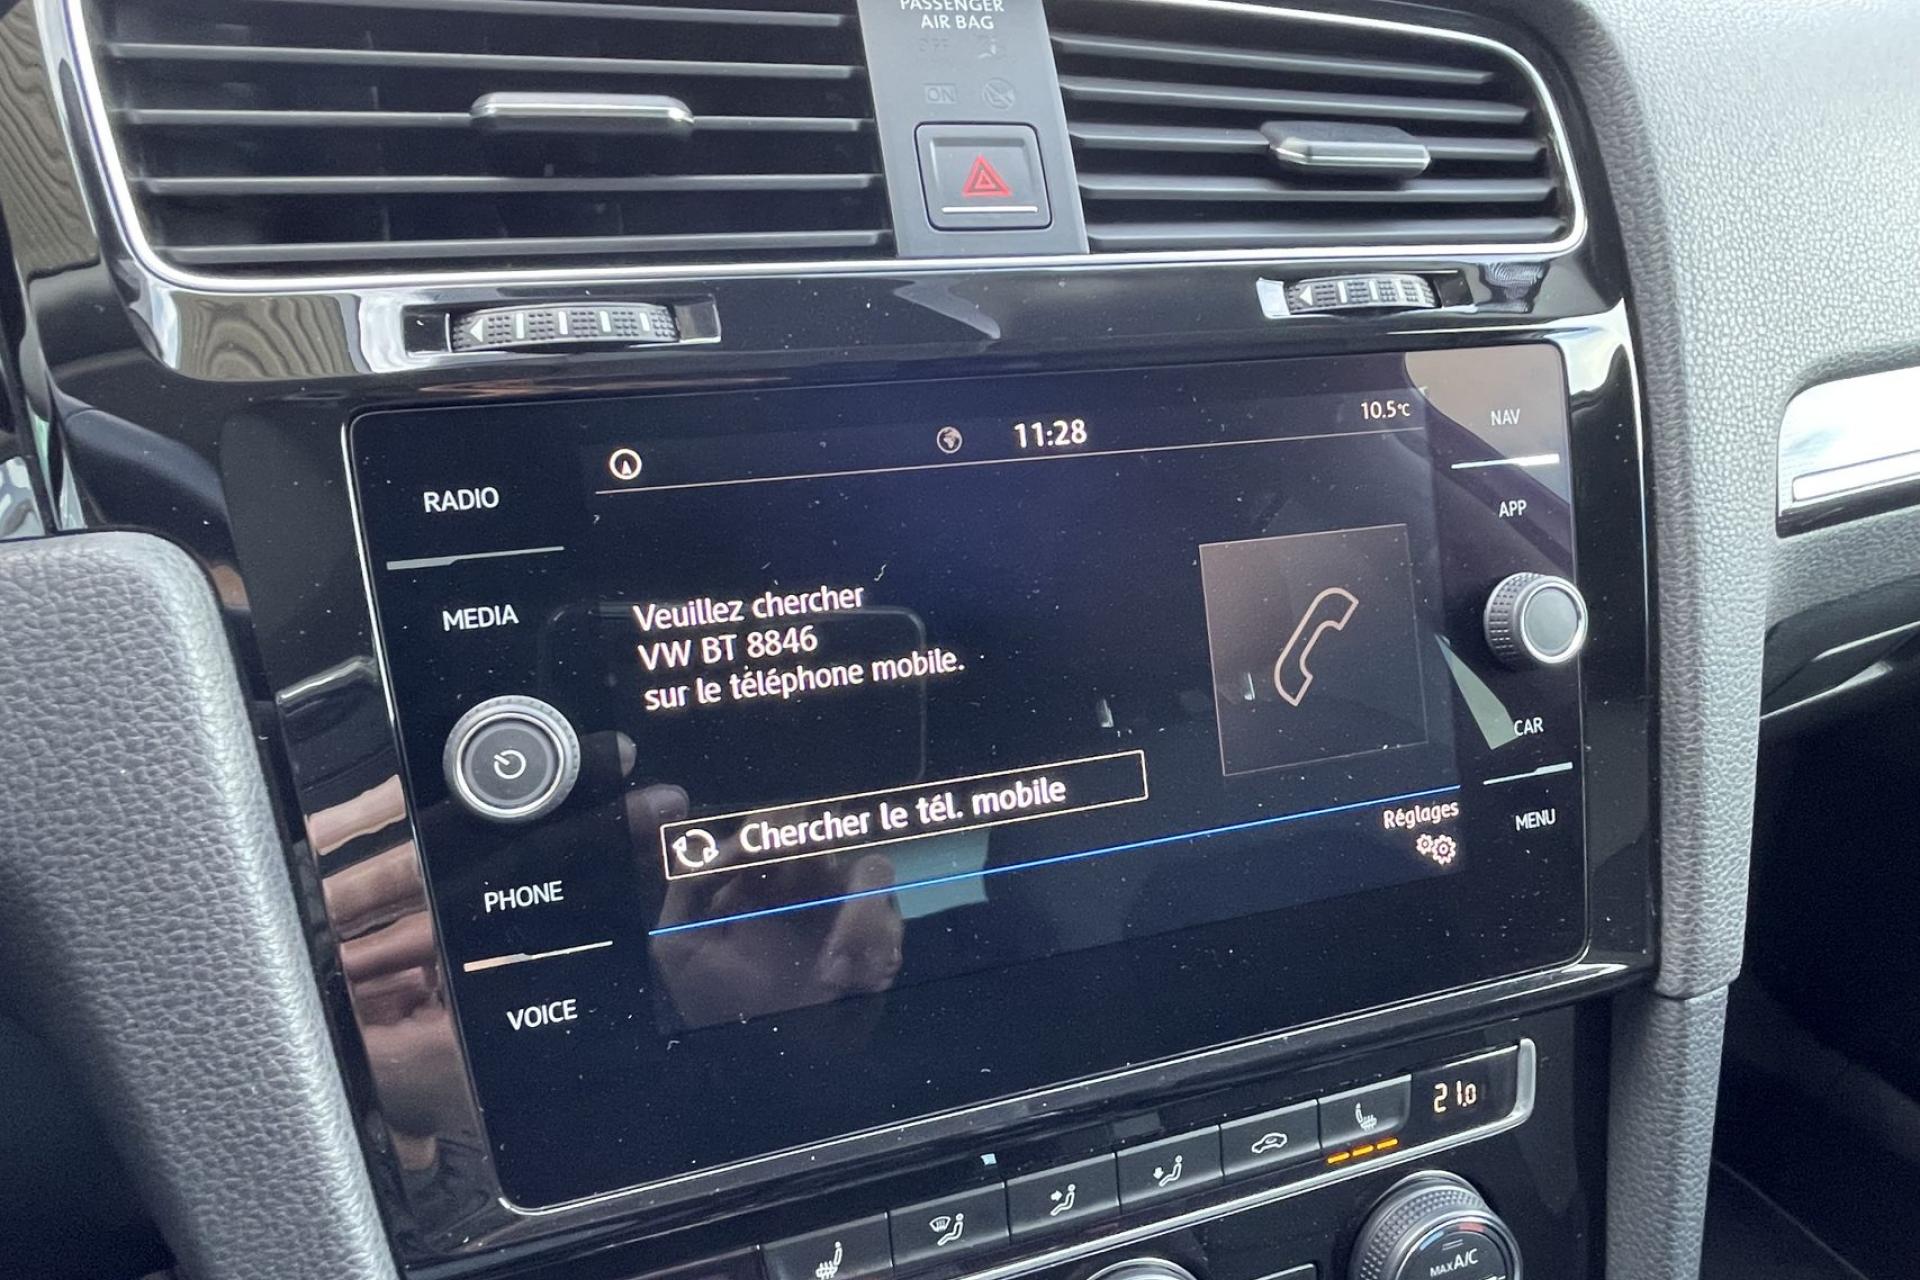 PASSENGER
AIR BAG
OFF
ON
11:28
10.5°C
NAV
RADIO
APP
MEDIA
Veuillez chercher
VW BT 8846
sur le téléphone mobile.
CAR
Chercher le tél. mobile
Réglages
MENU
PHONE
VOICE
21.0
MAX A/C